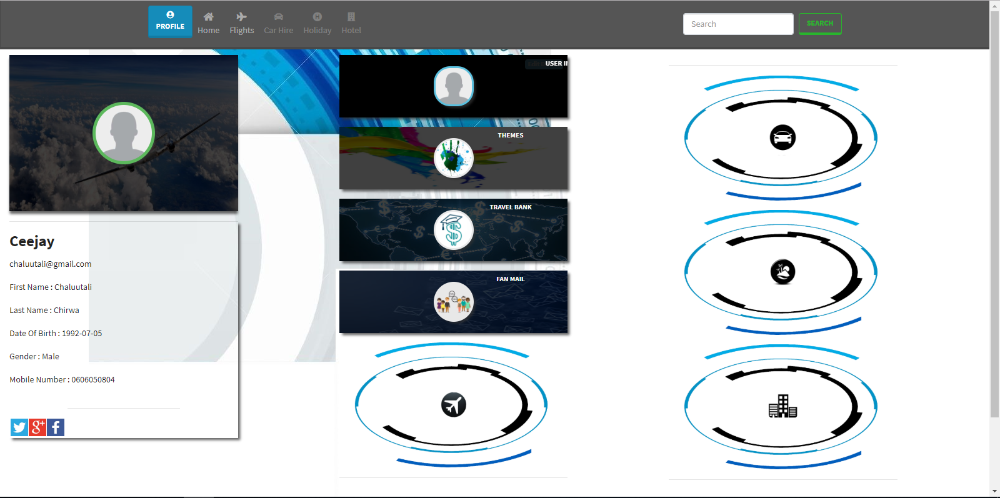 PROFILE
Home
Flights
Car Hire
Holiday
Hotel
Search
SEARCH
USER
THEMES
TRAVEL BANK
FAN MAIL
Ceejay
chaluutali@gmail.com
First Name : Chaluutali
Last Name : Chirwa
Date Of Birth : 1992-07-05
Gender : Male
Mobile Number : 0606050804